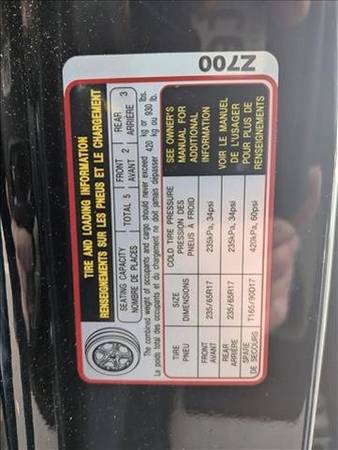 TIRE AND LOADING INFORMATION
RENSEIGNEMENTS SUR LES PNEUS ET LE CHARGEMENT
SEATING CAPACITY
NOMBRE DE PLACES
TOTAL 5
FRONT
AVANT 2
REAR
ARRIÈRE 3
The combined weight of occupants and cargo should never exceed
Le poids total des occupants et du chargement ne doit jamais dépasser
420 kg or 930 lbs.
420 kg ou 930 lb.
TIRE
PNEU
SIZE
DIMENSIONS
COLD TIRE PRESSURE
PRESSION DES
PNEUS À FROID
FRONT
AVANT
235/65R17
235kPa, 34psi
REAR
ARRIÈRE
235/65R17
235kPa, 34psi
SPARE
DE SECOURS
T165/90D17
420kPa, 60psi
SEE OWNER'S
MANUAL FOR
ADDITIONAL
INFORMATION
VOIR LE MANUEL
DE L'USAGER
POUR PLUS DE
RENSEIGNEMENTS
Z700